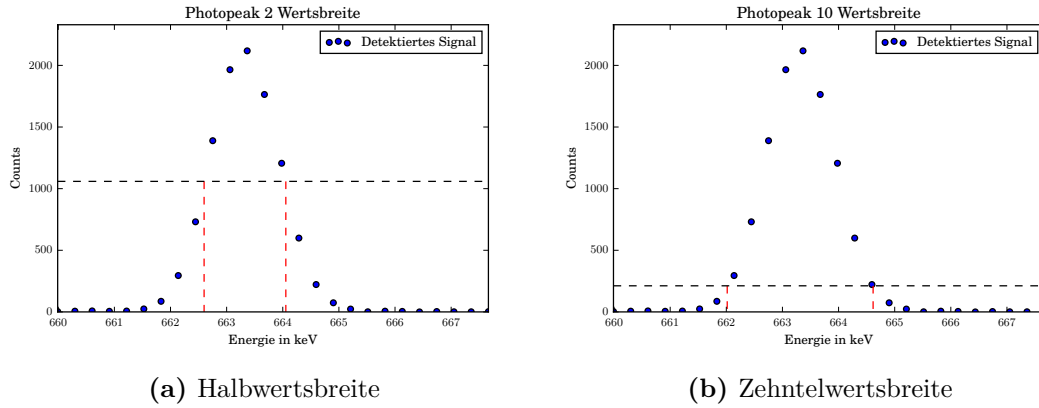 Photopeak 2 Wertsbreite
Detektiertes Signal
2000
1500
1000
500
0
Counts
660 661 662 663 664 665 666 667
Energie in keV
(a) Halbwertsbreite
Photopeak 10 Wertsbreite
Detektiertes Signal
2000
1500
1000
500
0
Counts
660 661 662 663 664 665 666 667
Energie in keV
(b) Zehntelwertsbreite